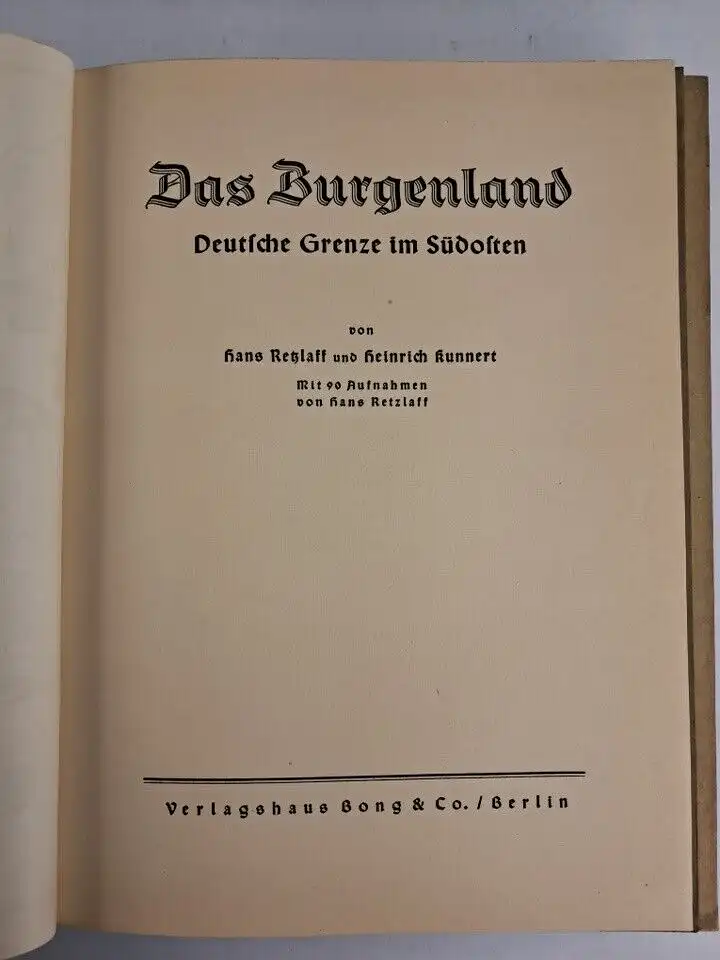 Das Burgenland
Deutſche Grenze im Südoſten
von
Hans Retzlaff und Heinrich Kunnert
Mit 90 Aufnahmen
von Hans Retzlaff
Verlagshaus Bong & Co. / Berlin